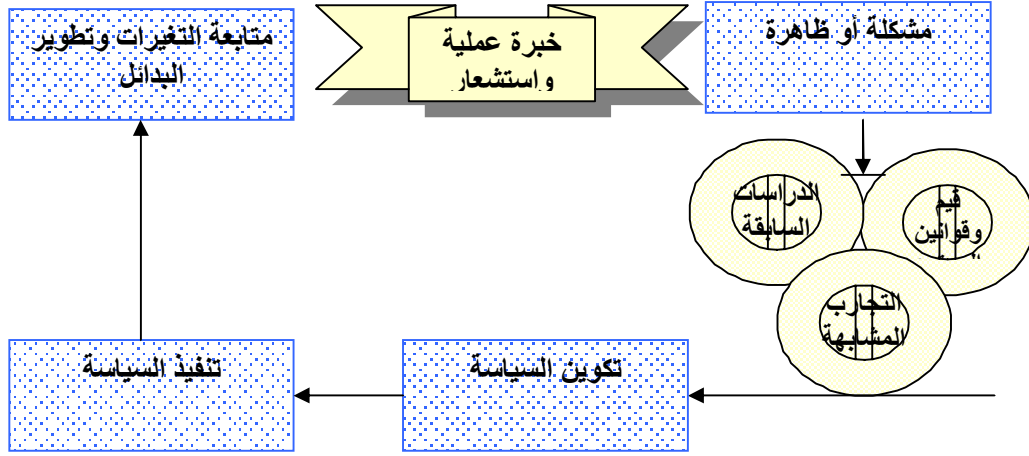 مشكلة أو ظاهرة
خبرة عملية
واستشعار
متابعة التغيرات وتطوير
البدائل
قيم
وقوانين
الدراسات
السابقة
التجارب
المشابهة
تكوين السياسة
تنفيذ السياسة